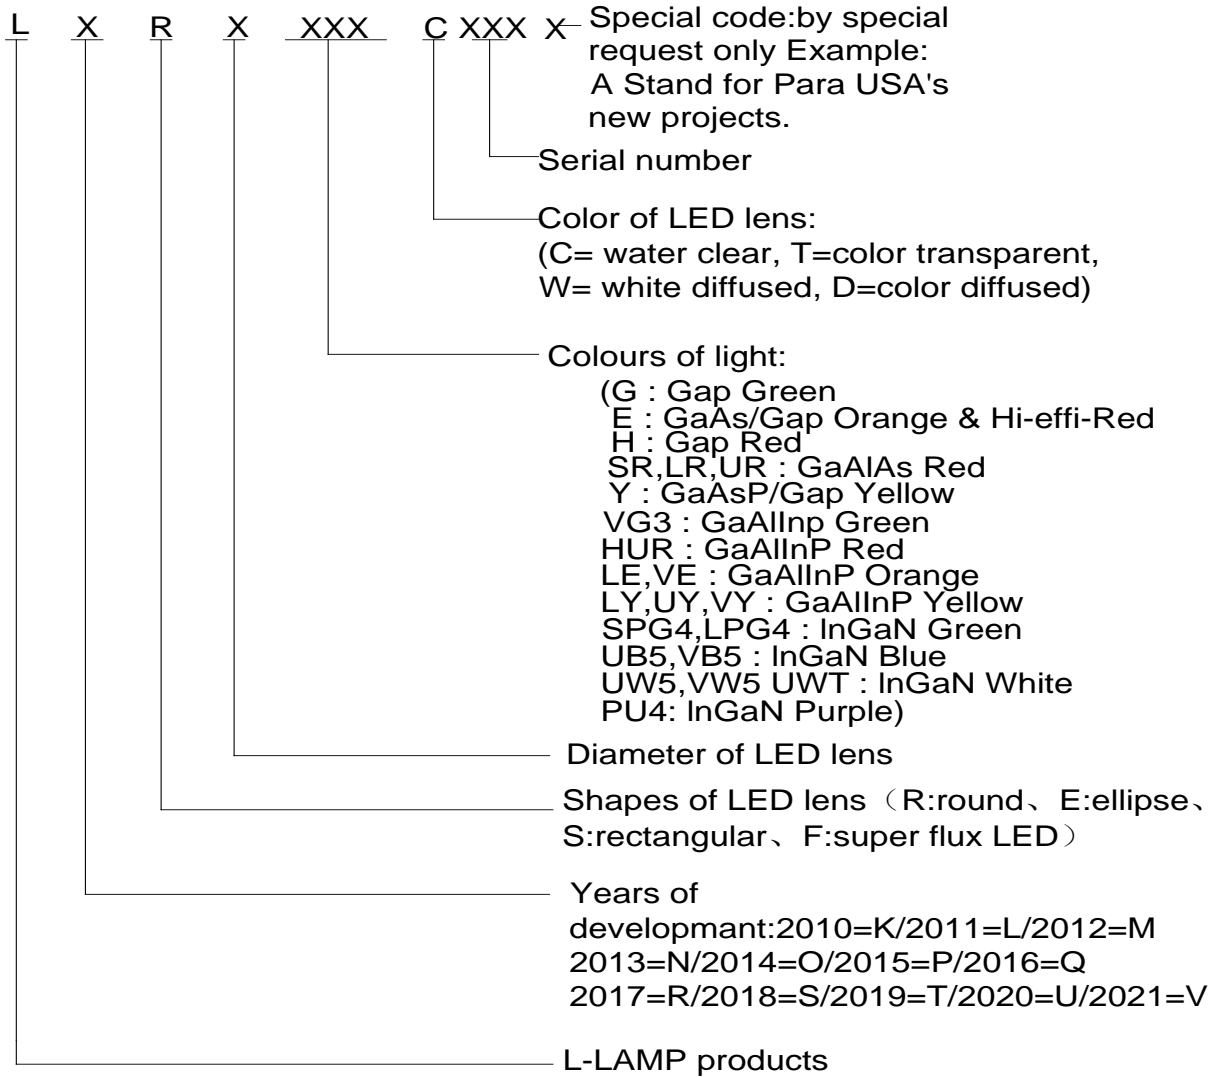 L X R X XXX C XXX X
Special code:by special
request only Example:
A Stand for Para USA's
new projects.
Serial number
Color of LED lens:
(C= water clear, T=color transparent,
W= white diffused, D=color diffused)
Colours of light:
(G : Gap Green
E : GaAs/Gap Orange & Hi-effi-Red
H : Gap Red
SR,LR,UR : GaAlAs Red
Y : GaAsP/Gap Yellow
VG3 : GaAlInp Green
HUR : GaAlInP Red
LE,VE : GaAlInP Orange
LY,UY,VY : GaAlInP Yellow
SPG4,LPG4 : InGaN Green
UB5,VB5 : InGaN Blue
UW5,VW5 UWT : InGaN White
PU4: InGaN Purple)
Diameter of LED lens
Shapes of LED lens（R:round、E:ellipse、
S:rectangular、F:super flux LED）
Years of
developmant:2010=K/2011=L/2012=M
2013=N/2014=O/2015=P/2016=Q
2017=R/2018=S/2019=T/2020=U/2021=V
L-LAMP products